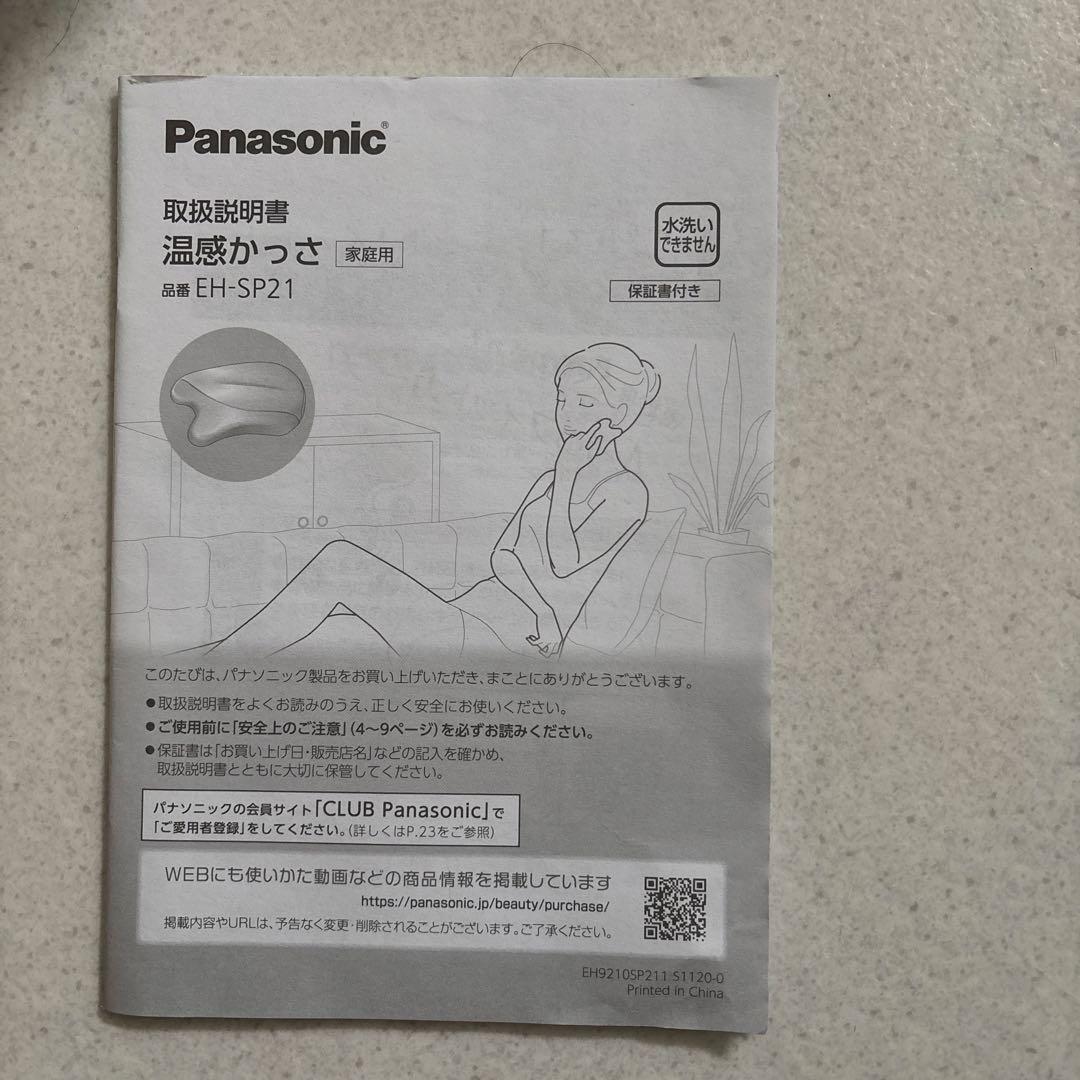 Panasonic®
取扱説明書
温感かっさ 家庭用
品番 EH-SP21
水洗い
できません
保証書付き
このたびは、パナソニック製品をお買い上げいただき、まことにありがとうございます。
●取扱説明書をよくお読みのうえ、正しく安全にお使いください。
●ご使用前に「安全上のご注意」(4～9ページ)を必ずお読みください。
●保証書は「お買い上げ日・販売店名」などの記入を確かめ、
取扱説明書とともに大切に保管してください。
パナソニックの会員サイト「CLUB Panasonic」で
「ご愛用者登録」をしてください。(詳しくはP.23をご参照)
WEBにも使いかた動画などの商品情報を掲載しています
https://panasonic.jp/beauty/purchase/
掲載内容やURLは、予告なく変更・削除されることがございます。ご了承ください。
EH9210SP211 S1120-0
Printed in China